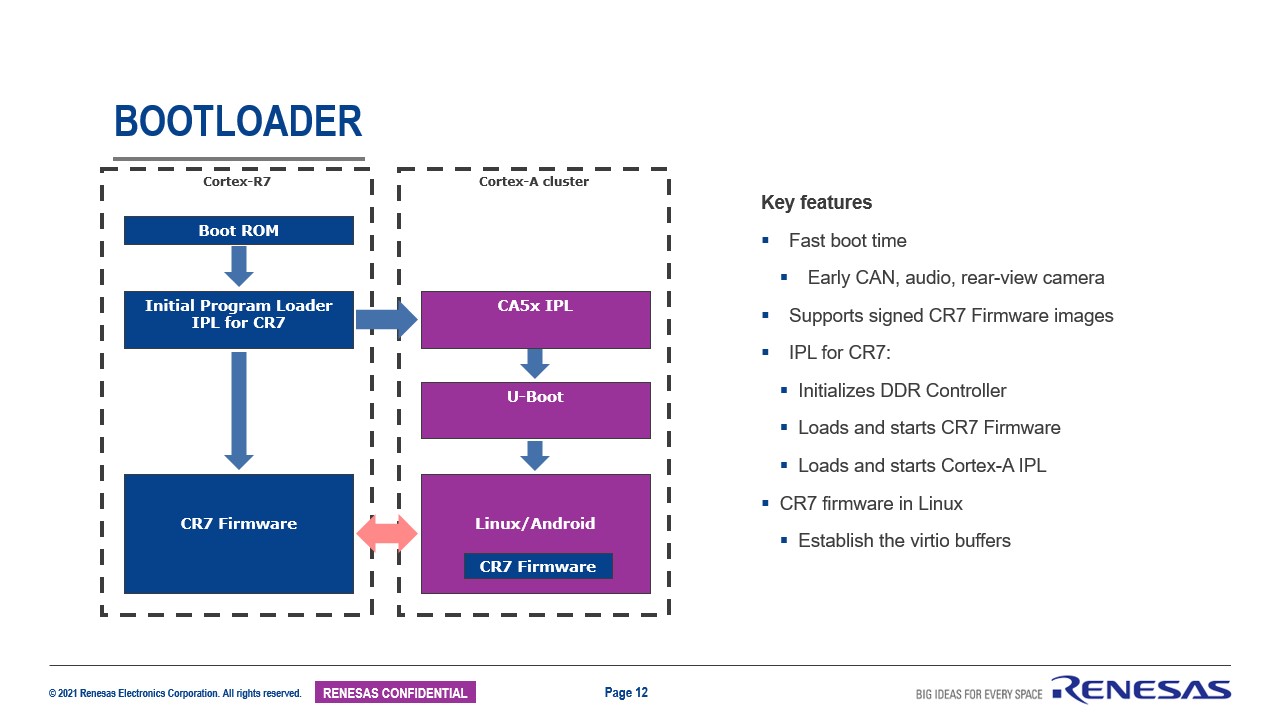 BOOTLOADER
Cortex-R7
Boot ROM
Initial Program Loader
IPL for CR7
CR7 Firmware
Cortex-A cluster
CA5x IPL
U-Boot
Linux/Android
CR7 Firmware
Key features
Fast boot time
Early CAN, audio, rear-view camera
Supports signed CR7 Firmware images
IPL for CR7:
Initializes DDR Controller
Loads and starts CR7 Firmware
Loads and starts Cortex-A IPL
CR7 firmware in Linux
Establish the virtio buffers
© 2021 Renesas Electronics Corporation. All rights reserved.
RENESAS CONFIDENTIAL
Page 12
BIG IDEAS FOR EVERY SPACE
RENESAS